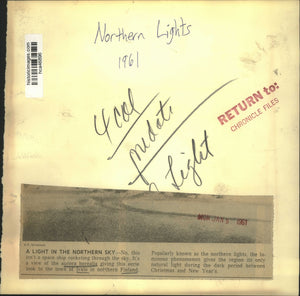 Northern Lights
1961
4 col
RETURN to:
CHRONICLE FILES
Light
A LIGHT IN THE NORTHERN SKY—No, this
isn't a space ship rocketing through the sky. It's
a view of the aurora borealis giving this eerie
look to the town of in northern Finland.
Popularly known as the northern lights, the lu-
minous phenomenon gives the region its only
natural light during the dark period between
Christmas and New Year's.